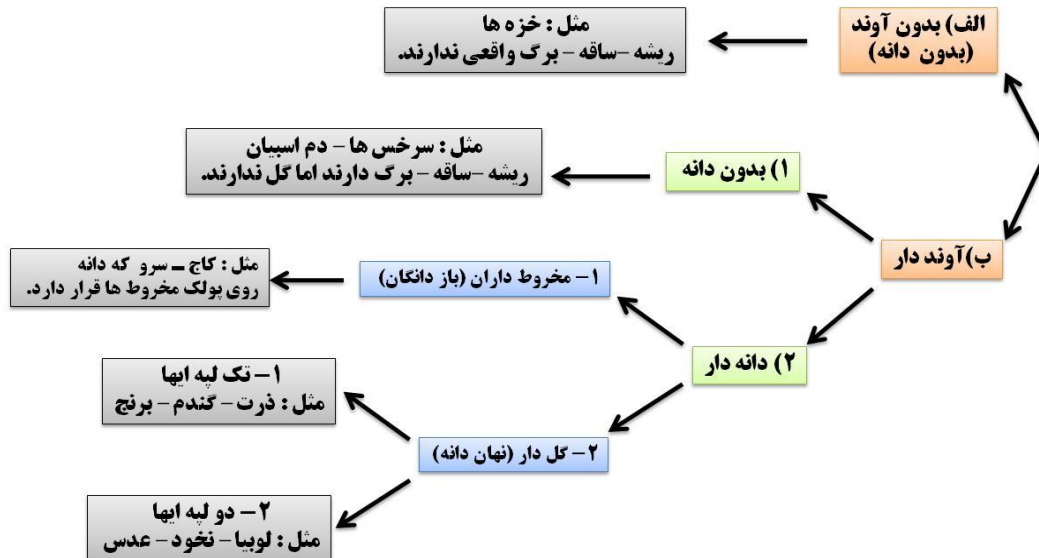 الف) بدون آوند
(بدون دانه)
مثل : خزه ها
ریشه –ساقه – برگ واقعی ندارند.
ب)آوند دار
۱) بدون دانه
مثل : سرخس ها – دم اسبیان
ریشه –ساقه – برگ دارند اما گل ندارند.
۲) دانه دار
۱– مخروط داران (باز دانگان)
مثل : کاج – سرو که دانه
روی پولک مخروط ها قرار دارد.
۲– گل دار (نهان دانه)
۱– تک لپه ایها
مثل : ذرت – گندم – برنج
۲– دو لپه ایها
مثل : لوبیا – نخود – عدس